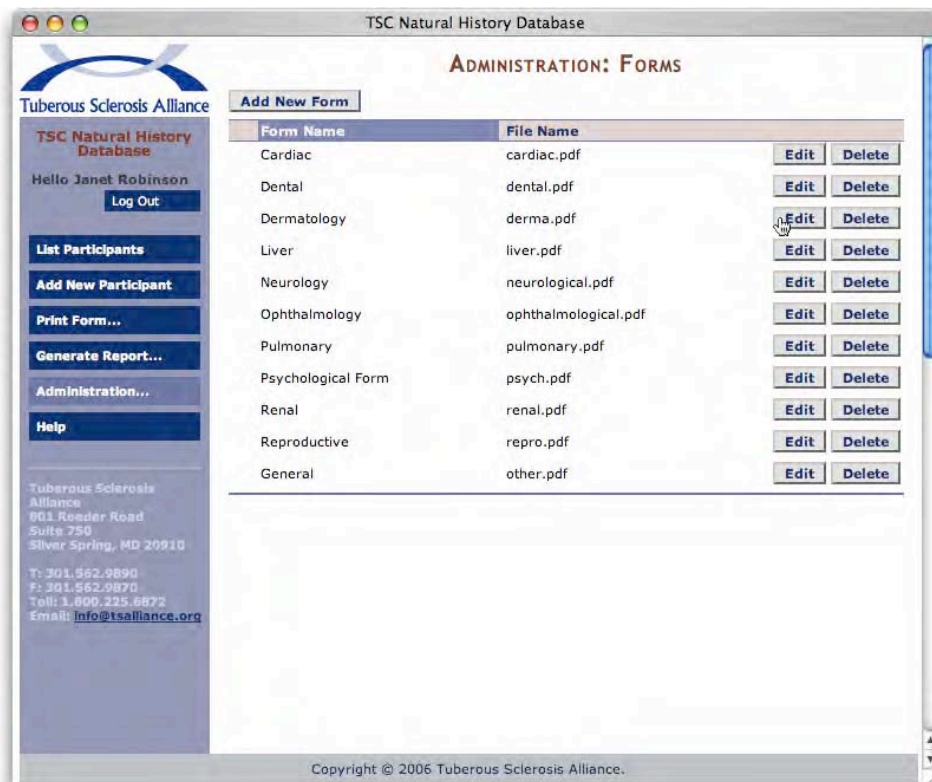 TSC Natural History Database
Tuberous Sclerosis Alliance
TSC Natural History
Database
Hello Janet Robinson
Log Out
List Participants
Add New Participant
Print Form...
Generate Report...
Administration...
Help
Tuberous Sclerosis
Alliance
801 Roeder Road
Suite 750
Silver Spring, MD 20910
T: 301.562.9890
F: 301.562.9870
Toll: 1.800.225.6872
Email: info@tsalliance.org
Administration: Forms
Add New Form
Form Name File Name
Cardiac cardiac.pdf Edit Delete
Dental dental.pdf Edit Delete
Dermatology derma.pdf Edit Delete
Liver liver.pdf Edit Delete
Neurology neurological.pdf Edit Delete
Ophthalmology ophthalmological.pdf Edit Delete
Pulmonary pulmonary.pdf Edit Delete
Psychological Form psych.pdf Edit Delete
Renal renal.pdf Edit Delete
Reproductive repro.pdf Edit Delete
General other.pdf Edit Delete
Copyright © 2006 Tuberous Sclerosis Alliance.